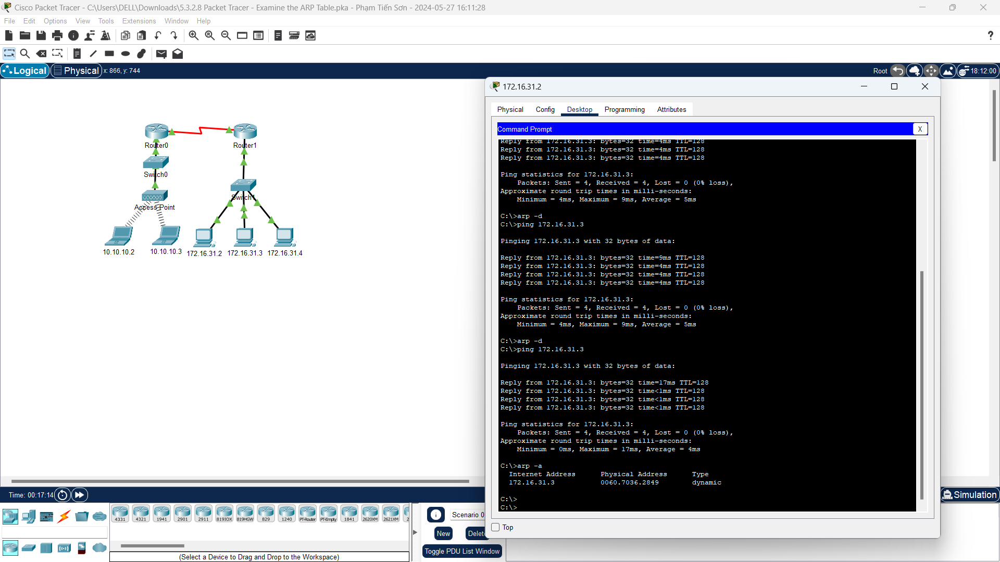 Cisco Packet Tracer - C:\Users\DELL\Downloads\5.3.2.8 Packet Tracer - Examine the ARP Table.pka - Phạm Tiến Sơn - 2024-05-27 16:11:28
File Edit Options View Tools Extensions Window Help
?
Logical Physical x: 866, y: 744
Root 18:12:00
Router0
Router1
Switch0
Switch1
Access Point
10.10.10.2 10.10.10.3 172.16.31.2 172.16.31.3 172.16.31.4
172.16.31.2
Physical Config Desktop Programming Attributes
Command Prompt X
Reply from 172.16.31.3: bytes=32 time=4ms TTL=128
Reply from 172.16.31.3: bytes=32 time=4ms TTL=128
Reply from 172.16.31.3: bytes=32 time=4ms TTL=128
Ping statistics for 172.16.31.3:
Packets: Sent = 4, Received = 4, Lost = 0 (0% loss),
Approximate round trip times in milli-seconds:
Minimum = 4ms, Maximum = 9ms, Average = 5ms
C:\>arp -d
C:\>ping 172.16.31.3
Pinging 172.16.31.3 with 32 bytes of data:
Reply from 172.16.31.3: bytes=32 time=9ms TTL=128
Reply from 172.16.31.3: bytes=32 time=4ms TTL=128
Reply from 172.16.31.3: bytes=32 time=4ms TTL=128
Reply from 172.16.31.3: bytes=32 time=4ms TTL=128
Ping statistics for 172.16.31.3:
Packets: Sent = 4, Received = 4, Lost = 0 (0% loss),
Approximate round trip times in milli-seconds:
Minimum = 4ms, Maximum = 9ms, Average = 5ms
C:\>arp -d
C:\>ping 172.16.31.3
Pinging 172.16.31.3 with 32 bytes of data:
Reply from 172.16.31.3: bytes=32 time=17ms TTL=128
Reply from 172.16.31.3: bytes=32 time<1ms TTL=128
Reply from 172.16.31.3: bytes=32 time<1ms TTL=128
Reply from 172.16.31.3: bytes=32 time<1ms TTL=128
Ping statistics for 172.16.31.3:
Packets: Sent = 4, Received = 4, Lost = 0 (0% loss),
Approximate round trip times in milli-seconds:
Minimum = 0ms, Maximum = 17ms, Average = 4ms
C:\>arp -a
Internet Address Physical Address Type
172.16.31.3 0060.7036.2849 dynamic
C:\>
C:\>
Top
Time: 00:17:14
Simulation
4331 4321 1941 2901 2911 819IOX 819HGW 829 1240 PT-Router PT-Empty 1841 2620XM 2621XM 2
(Select a Device to Drag and Drop to the Workspace)
Scenario 0
New Delete
Toggle PDU List Window